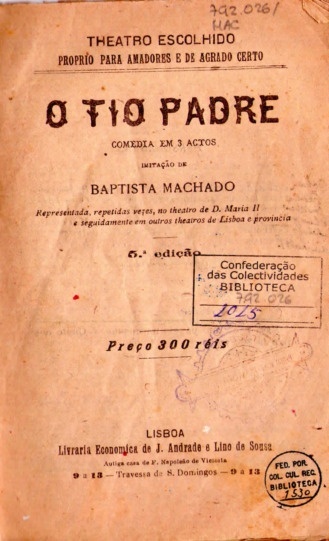 792.026/
MAC
THEATRO ESCOLHIDO
PROPRIO PARA AMADORES E DE AGRADO CERTO
O TIO PADRE
COMEDIA EM 3 ACTOS
IMITAÇÃO DE
BAPTISTA MACHADO
Representada, repetidas vezes, no theatro de D. Maria II
e seguidamente em outros theatros de Lisboa e provincia
5.ª edição
Confederação
das Colectividades
BIBLIOTECA
792 026
2025
Preço 300 réis
LISBOA
Livraria Economica de J. Andrade e Lino de Sousa
Antiga casa de F. Napoleão de Victoria
9 a 13 — Travessa de S. Domingos — 9 a 13
FED. POR.
COL. CUL. REC.
BIBLIOTECA
1530